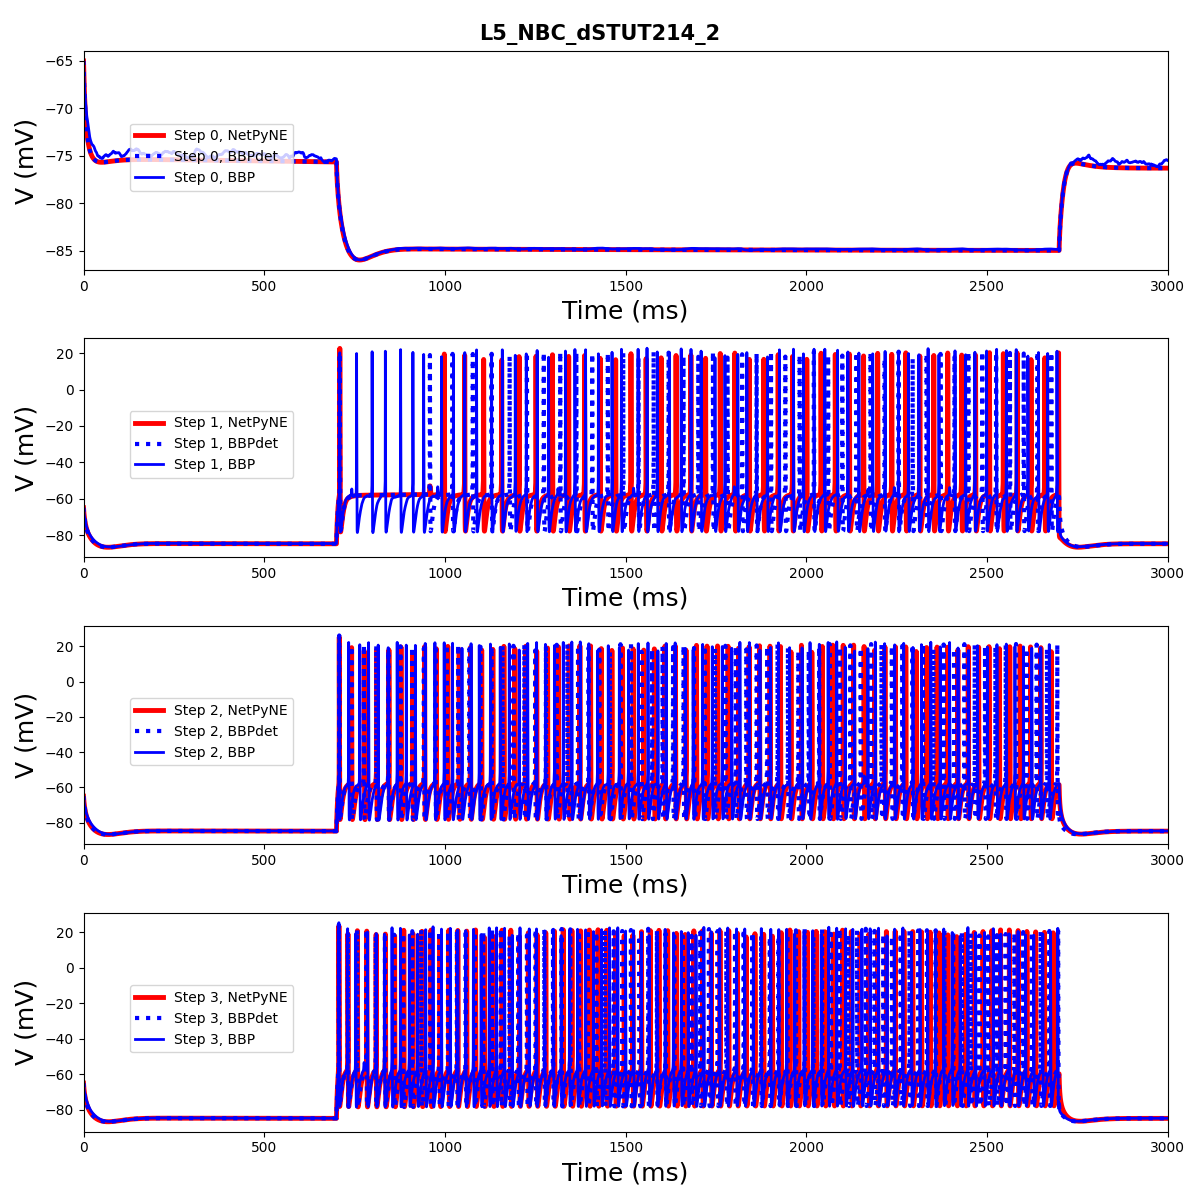 L5_NBC_dSTUT214_2
−65
−70
−75
−80
−85
V (mV)
Step 0, NetPyNE
Step 0, BBPdet
Step 0, BBP
0 500 1000 1500 2000 2500 3000
Time (ms)
20
0
−20
−40
−60
−80
V (mV)
Step 1, NetPyNE
Step 1, BBPdet
Step 1, BBP
0 500 1000 1500 2000 2500 3000
Time (ms)
20
0
−20
−40
−60
−80
V (mV)
Step 2, NetPyNE
Step 2, BBPdet
Step 2, BBP
0 500 1000 1500 2000 2500 3000
Time (ms)
20
0
−20
−40
−60
−80
V (mV)
Step 3, NetPyNE
Step 3, BBPdet
Step 3, BBP
0 500 1000 1500 2000 2500 3000
Time (ms)